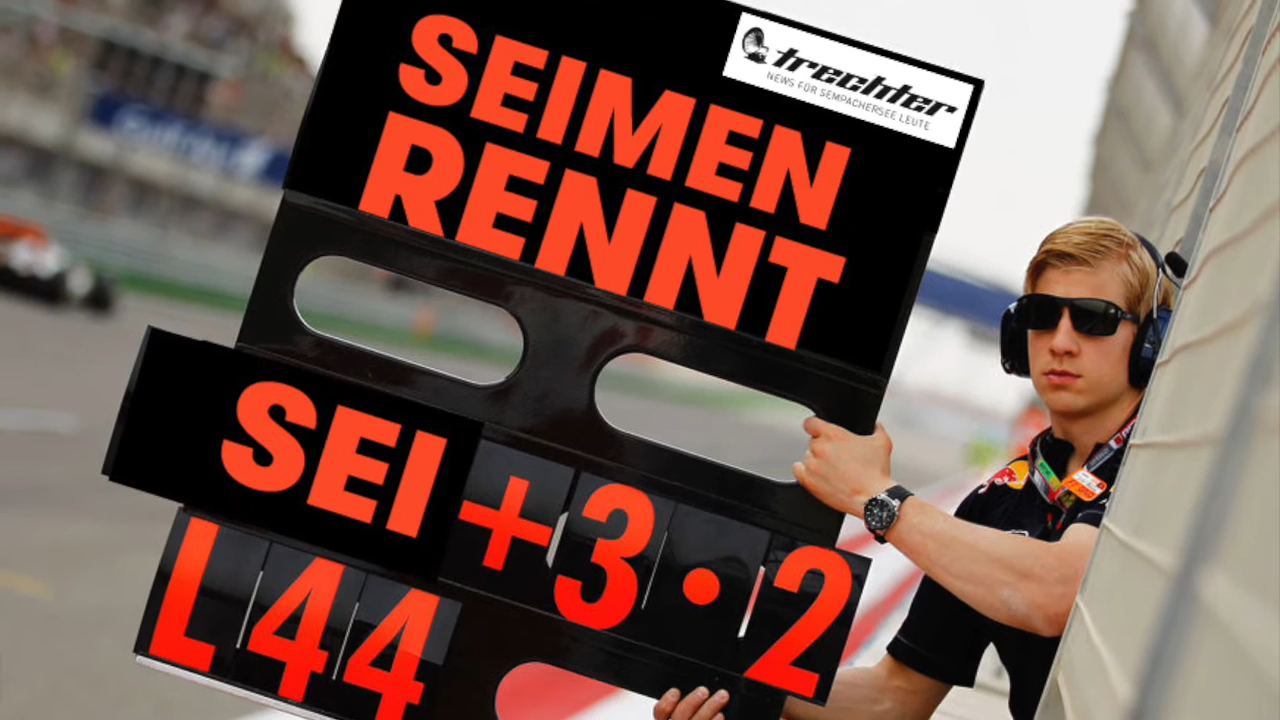 trechter
NEWS FÜR SEMPACHERSEE LEUTE
SEIMEN
RENNT
SEI +3.2
L44